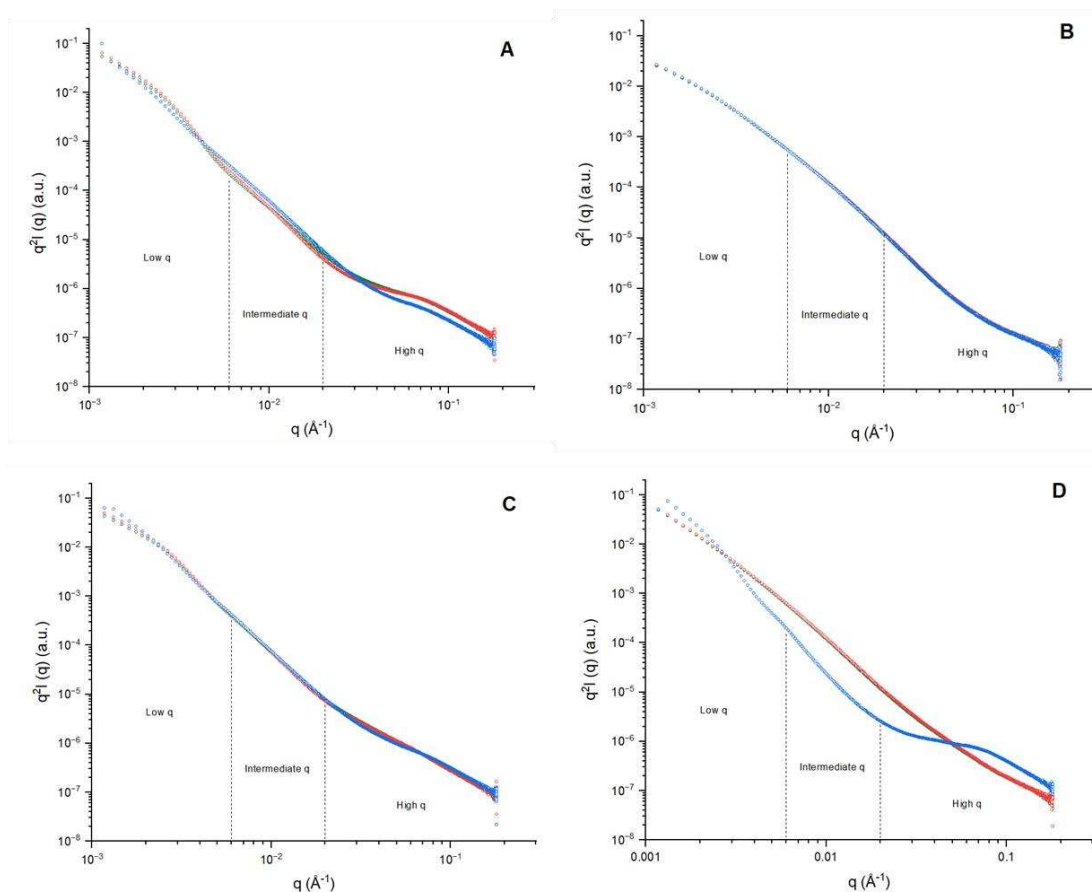 A
q²I (q) (a.u.)
10⁻¹
10⁻²
10⁻³
10⁻⁴
10⁻⁵
10⁻⁶
10⁻⁷
10⁻⁸
Low q
Intermediate q
High q
10⁻³
10⁻²
10⁻¹
q (Å⁻¹)
B
q²I (q) (a.u.)
10⁻¹
10⁻²
10⁻³
10⁻⁴
10⁻⁵
10⁻⁶
10⁻⁷
10⁻⁸
Low q
Intermediate q
High q
10⁻³
10⁻²
10⁻¹
q (Å⁻¹)
C
q²I (q) (a.u.)
10⁻¹
10⁻²
10⁻³
10⁻⁴
10⁻⁵
10⁻⁶
10⁻⁷
10⁻⁸
Low q
Intermediate q
High q
10⁻³
10⁻²
10⁻¹
q (Å⁻¹)
D
q²I (q) (a.u.)
10⁻¹
10⁻²
10⁻³
10⁻⁴
10⁻⁵
10⁻⁶
10⁻⁷
10⁻⁸
Low q
Intermediate q
High q
0.001
0.01
0.1
q (Å⁻¹)